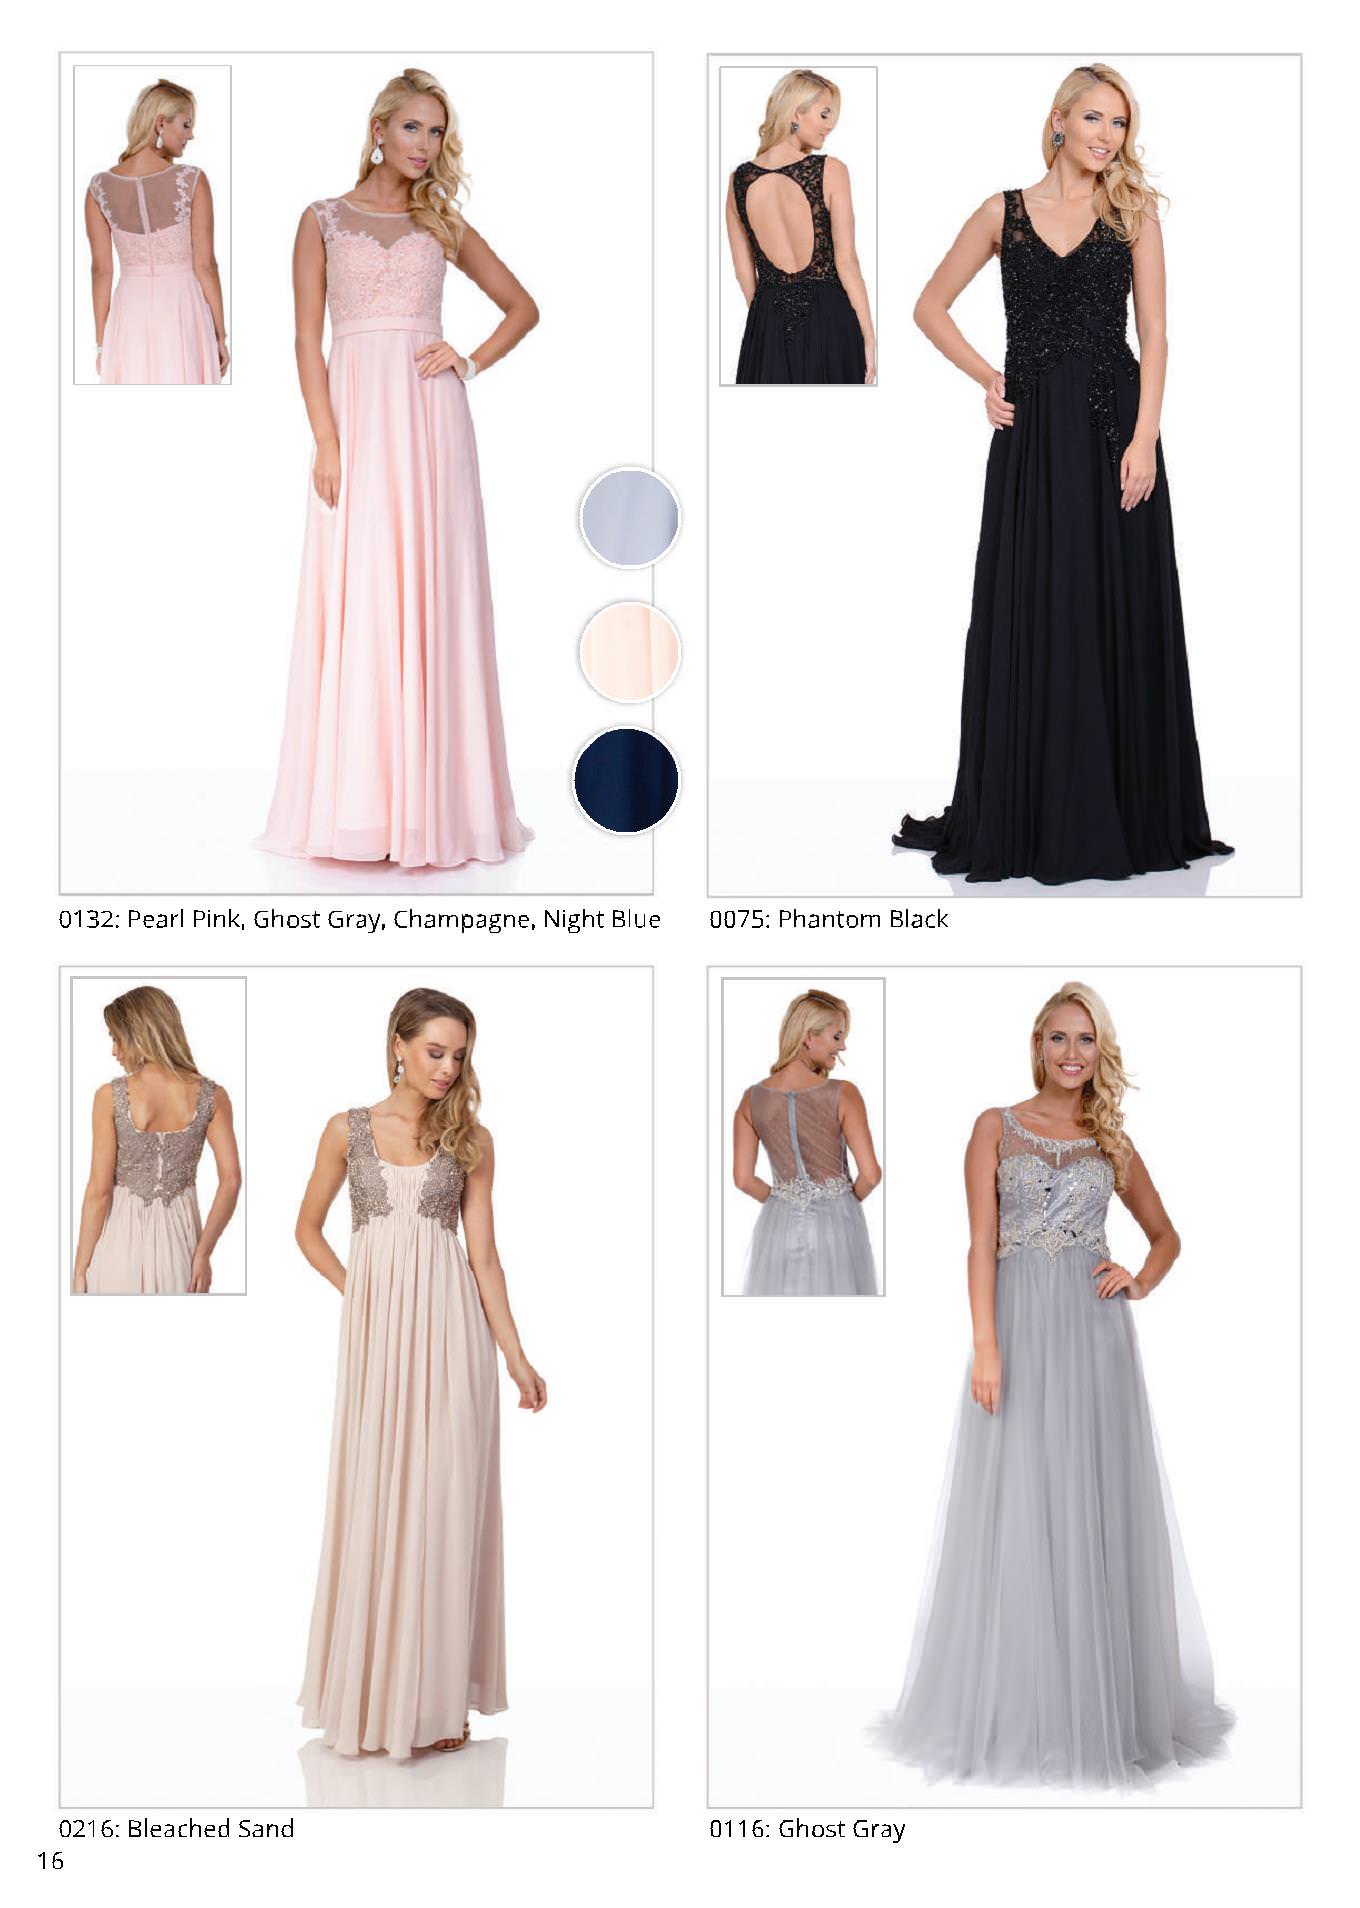 0132: Pearl Pink, Ghost Gray, Champagne, Night Blue
0075: Phantom Black
0216: Bleached Sand
0116: Ghost Gray
16